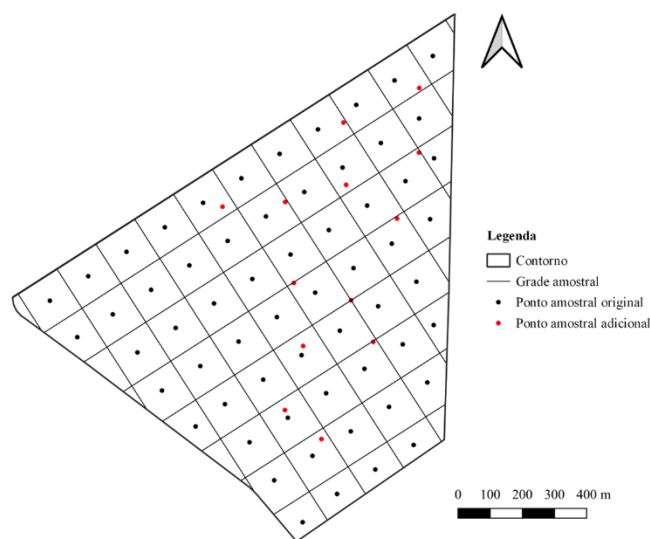 Legenda
Contorno
Grade amostral
Ponto amostral original
Ponto amostral adicional
0 100 200 300 400 m